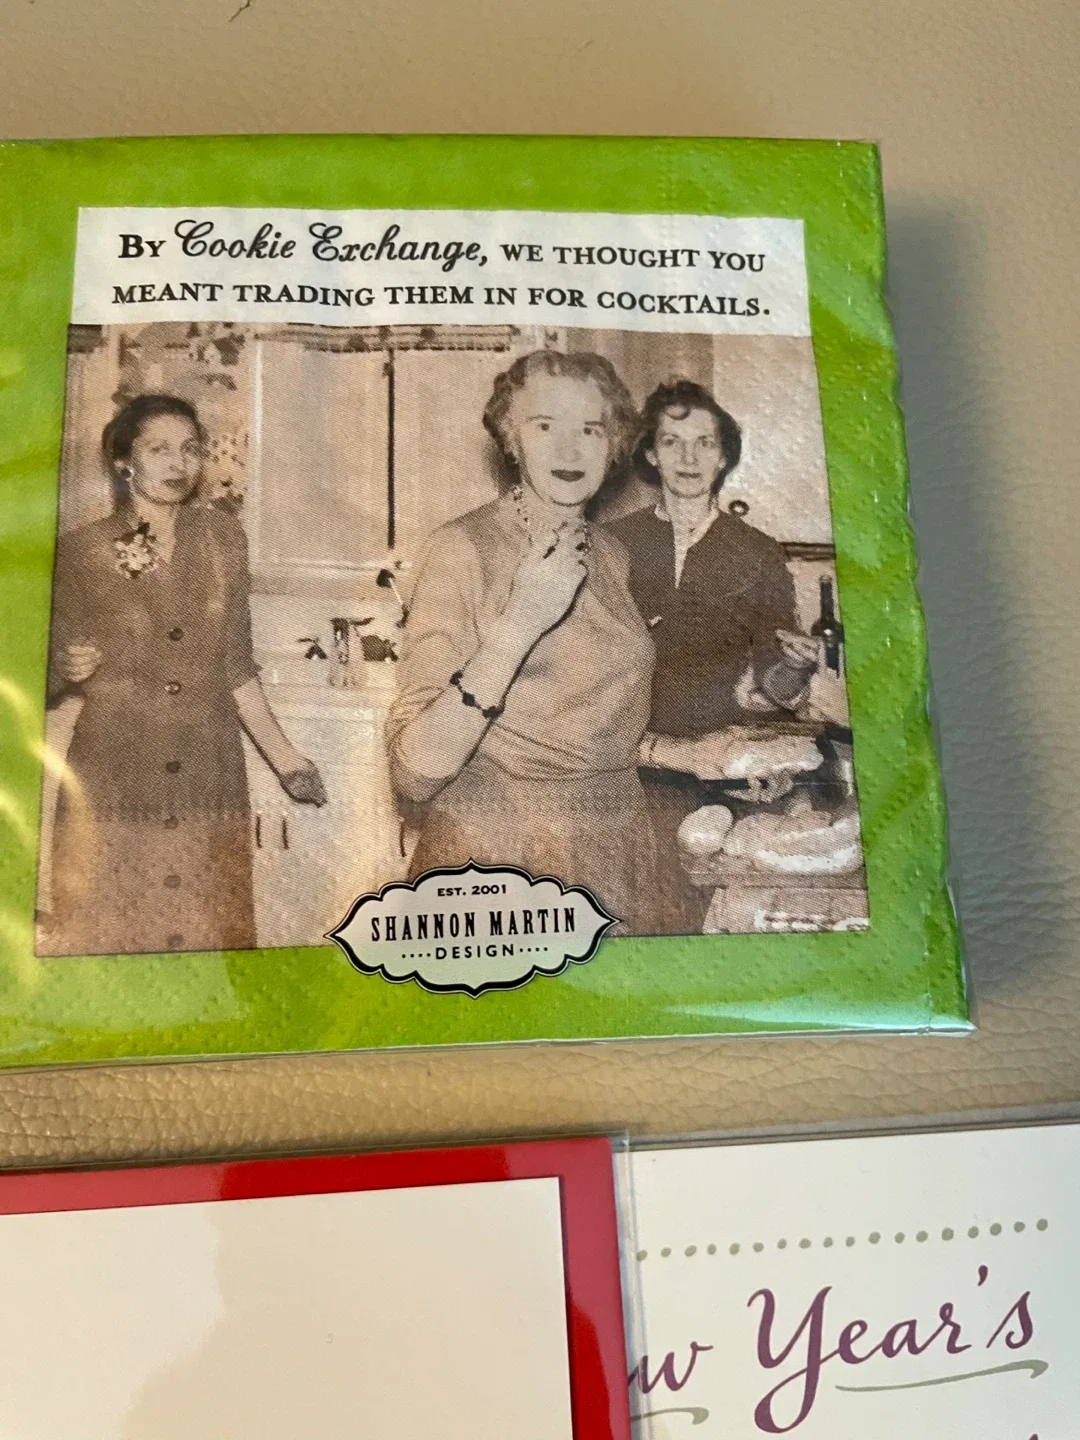 By Cookie Exchange, we thought you
meant trading them in for cocktails.
EST. 2001
SHANNON MARTIN
····DESIGN····
Year's